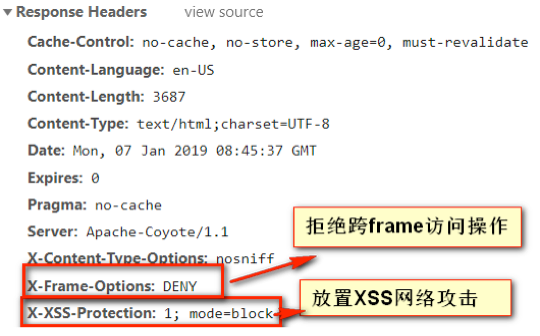 Response Headers view source
Cache-Control: no-cache, no-store, max-age=0, must-revalidate
Content-Language: en-US
Content-Length: 3687
Content-Type: text/html;charset=UTF-8
Date: Mon, 07 Jan 2019 08:45:37 GMT
Expires: 0
Pragma: no-cache
Server: Apache-Coyote/1.1
拒绝跨frame访问操作
X-Content-Type-Options: nosniff
X-Frame-Options: DENY
放置XSS网络攻击
X-XSS-Protection: 1; mode=block